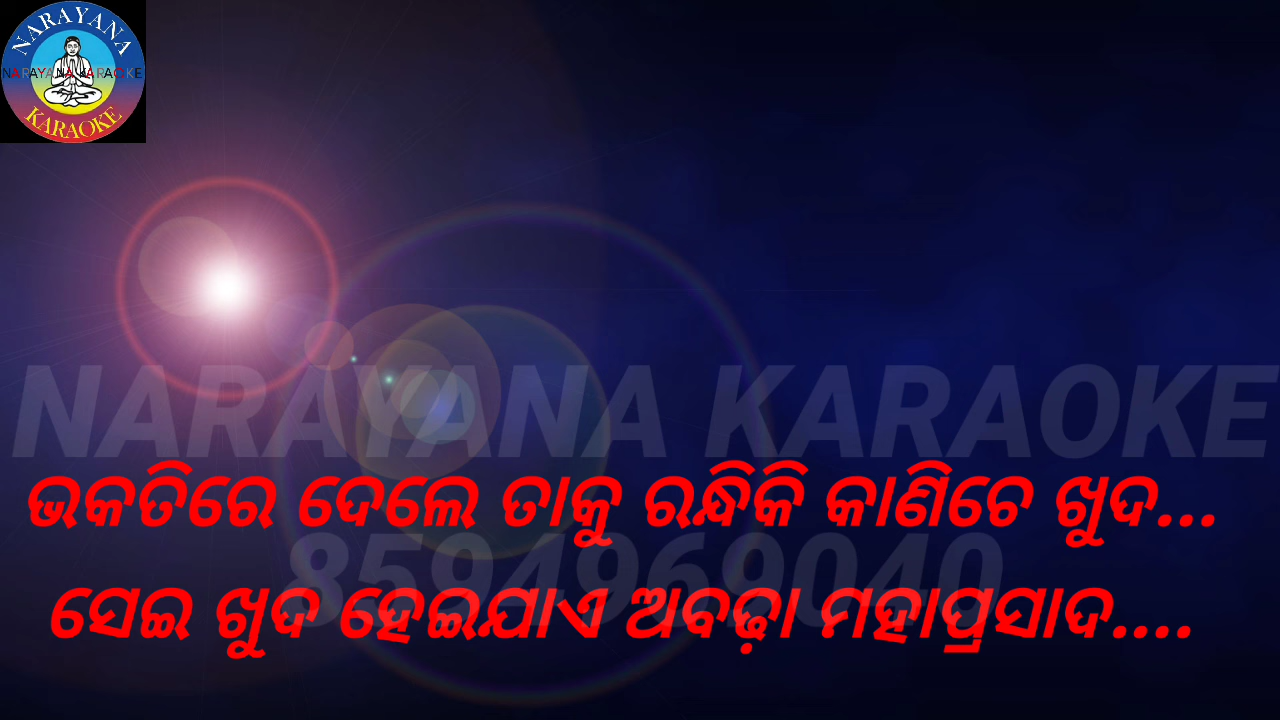 NARAYANA
NARAYANA KARAOKE
KARAOKE
NARAYANA KARAOKE
ଭକତିରେ ଦେଲେ ତାକୁ ରନ୍ଧିକି କାଣିଚେ ଖୁଦ...
8594969040
ସେଇ ଖୁଦ ହେଇଯାଏ ଅବଢ଼ା ମହାପ୍ରସାଦ....